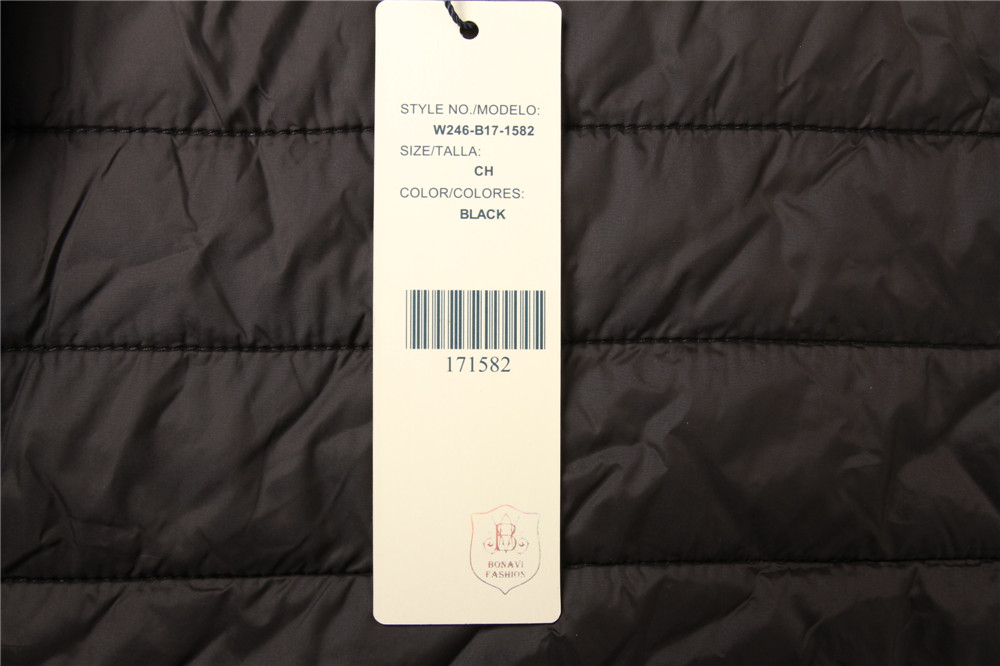 STYLE NO./MODELO:
W246-B17-1582
SIZE/TALLA:
CH
COLOR/COLORES:
BLACK
171582
B
BONAVI
FASHION